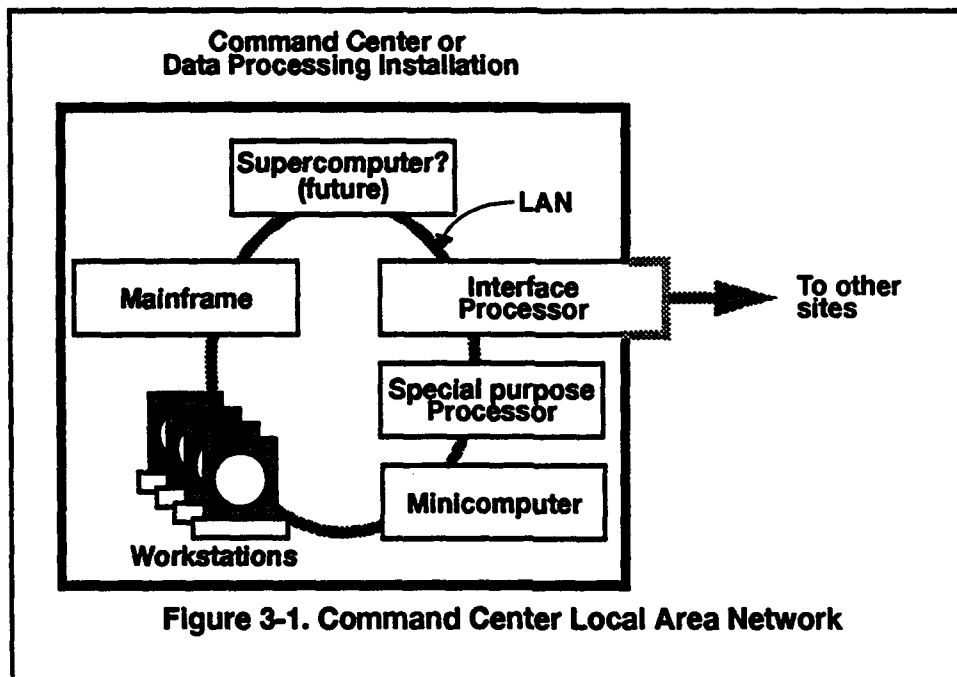 Command Center or
Data Processing Installation
Supercomputer?
(future)
LAN
Mainframe
Interface
Processor
To other
sites
Special purpose
Processor
Minicomputer
Workstations
Figure 3-1. Command Center Local Area Network